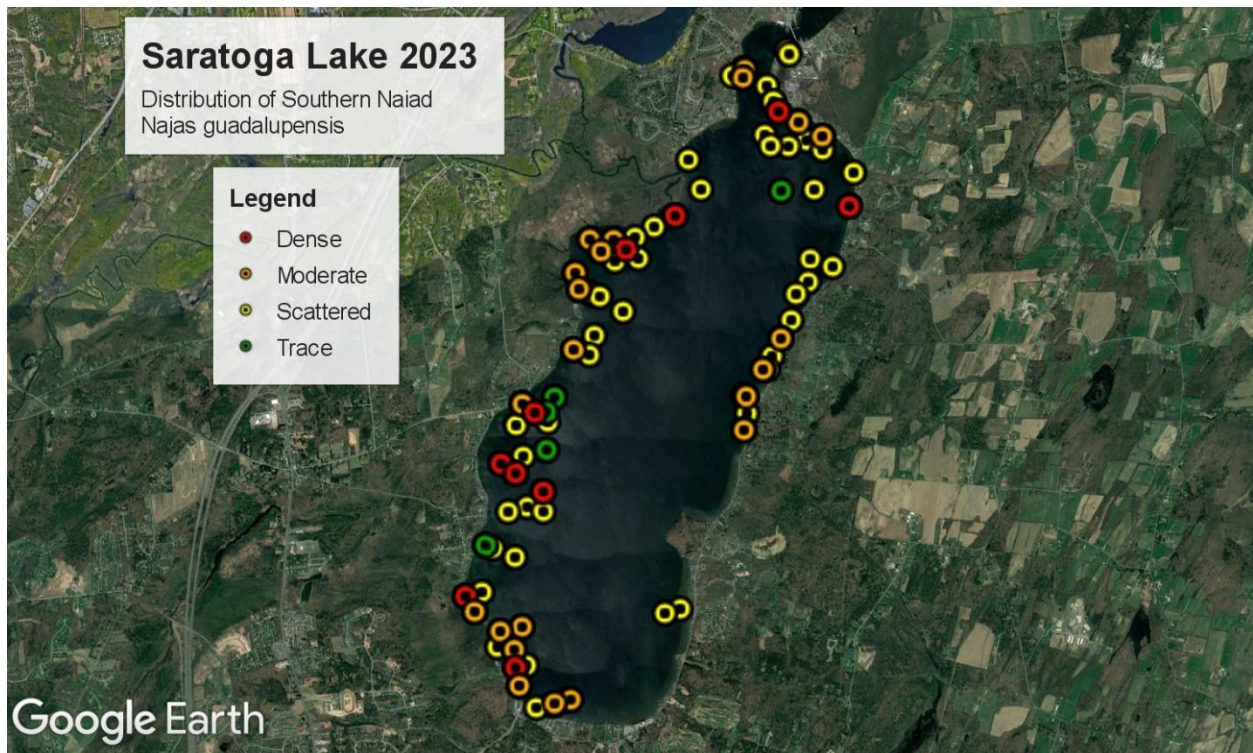 Saratoga Lake 2023
Distribution of Southern Naiad
Najas guadalupensis
Legend
Dense
Moderate
Scattered
Trace
Google Earth